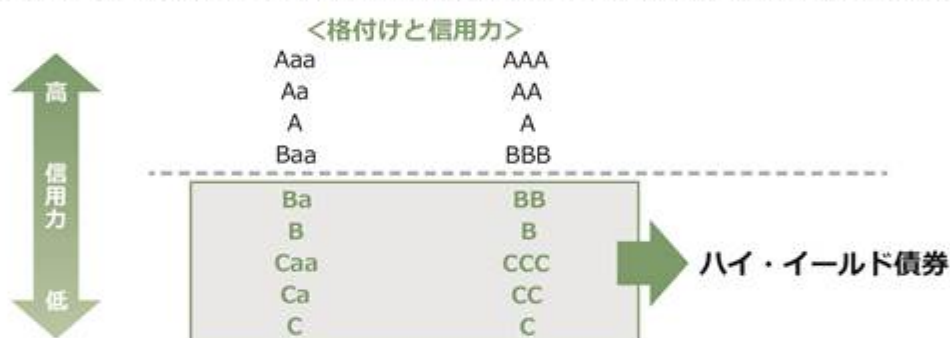 <格付けと信用力>
高
信用力
低
Aaa AAA
Aa AA
A A
Baa BBB
Ba BB
B B
Caa CCC
Ca CC
C C
ハイ・イールド債券